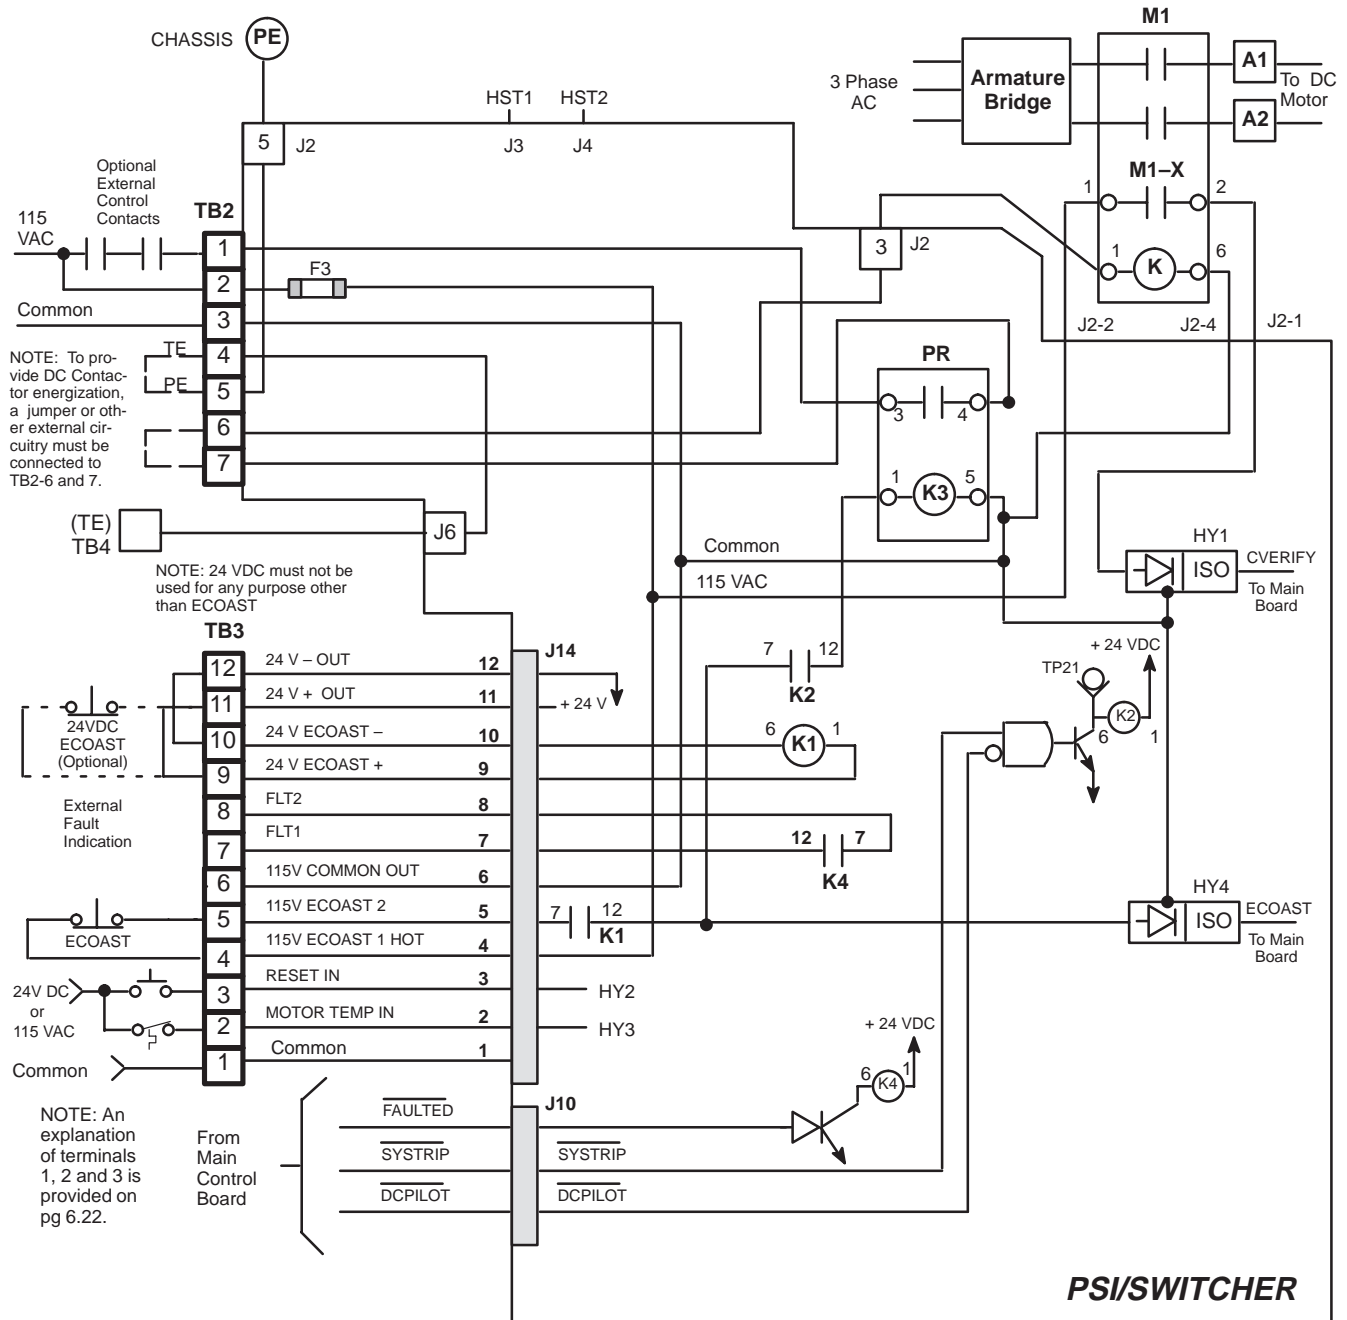 CHASSIS
PE
M1
A1
Armature
Bridge
3 Phase
AC
To DC
Motor
A2
HST1
HST2
5
J2
J3
J4
Optional
External
Control
Contacts
M1–X
TB2
1
2
115
VAC
1
F3
3
J2
2
1
K
6
Common
3
J2-2
J2-4
J2-1
NOTE: To pro-
vide DC Contac-
tor energization,
a jumper or oth-
er external cir-
cuitry must be
connected to
TB2-6 and 7.
TE
4
PE
5
6
7
PR
3
4
1
K3
5
(TE)
TB4
J6
Common
HY1
CVERIFY
ISO
To Main
Board
NOTE: 24 VDC must not be
used for any purpose other
than ECOAST
115 VAC
TB3
12
24 V – OUT
12
J14
7
12
K2
+ 24 VDC
TP21
K2
6
1
11
24 V + OUT
11
+ 24 V
24VDC
ECOAST
(Optional)
10
24 V ECOAST –
10
6
K1
1
9
24 V ECOAST +
9
External
Fault
Indication
8
FLT2
8
7
FLT1
7
12
7
K4
6
115V COMMON OUT
6
HY4
5
115V ECOAST 2
5
7
12
K1
ECOAST
ISO
To Main
Board
ECOAST
4
115V ECOAST 1 HOT
4
24V DC
or
115 VAC
3
RESET IN
3
HY2
2
MOTOR TEMP IN
2
HY3
+ 24 VDC
Common
1
Common
1
6
K4
1
NOTE: An
explanation
of terminals
1, 2 and 3 is
provided on
pg 6.22.
From
Main
Control
Board
FAULTED
J10
SYSTRIP
SYSTRIP
DCPILOT
DCPILOT
PSI/SWITCHER